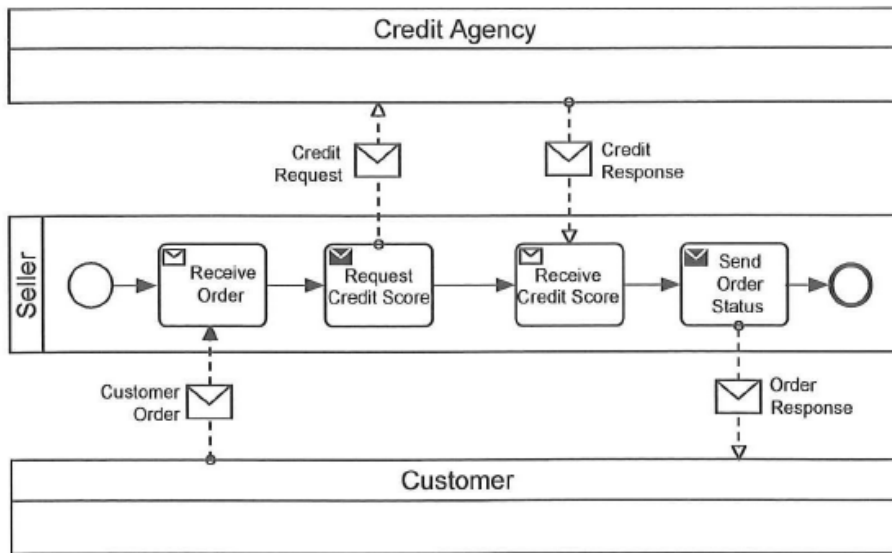 Credit Agency
Credit
Request
Credit
Response
Seller
Receive
Order
Request
Credit Score
Receive
Credit Score
Send
Order
Status
Customer
Order
Order
Response
Customer